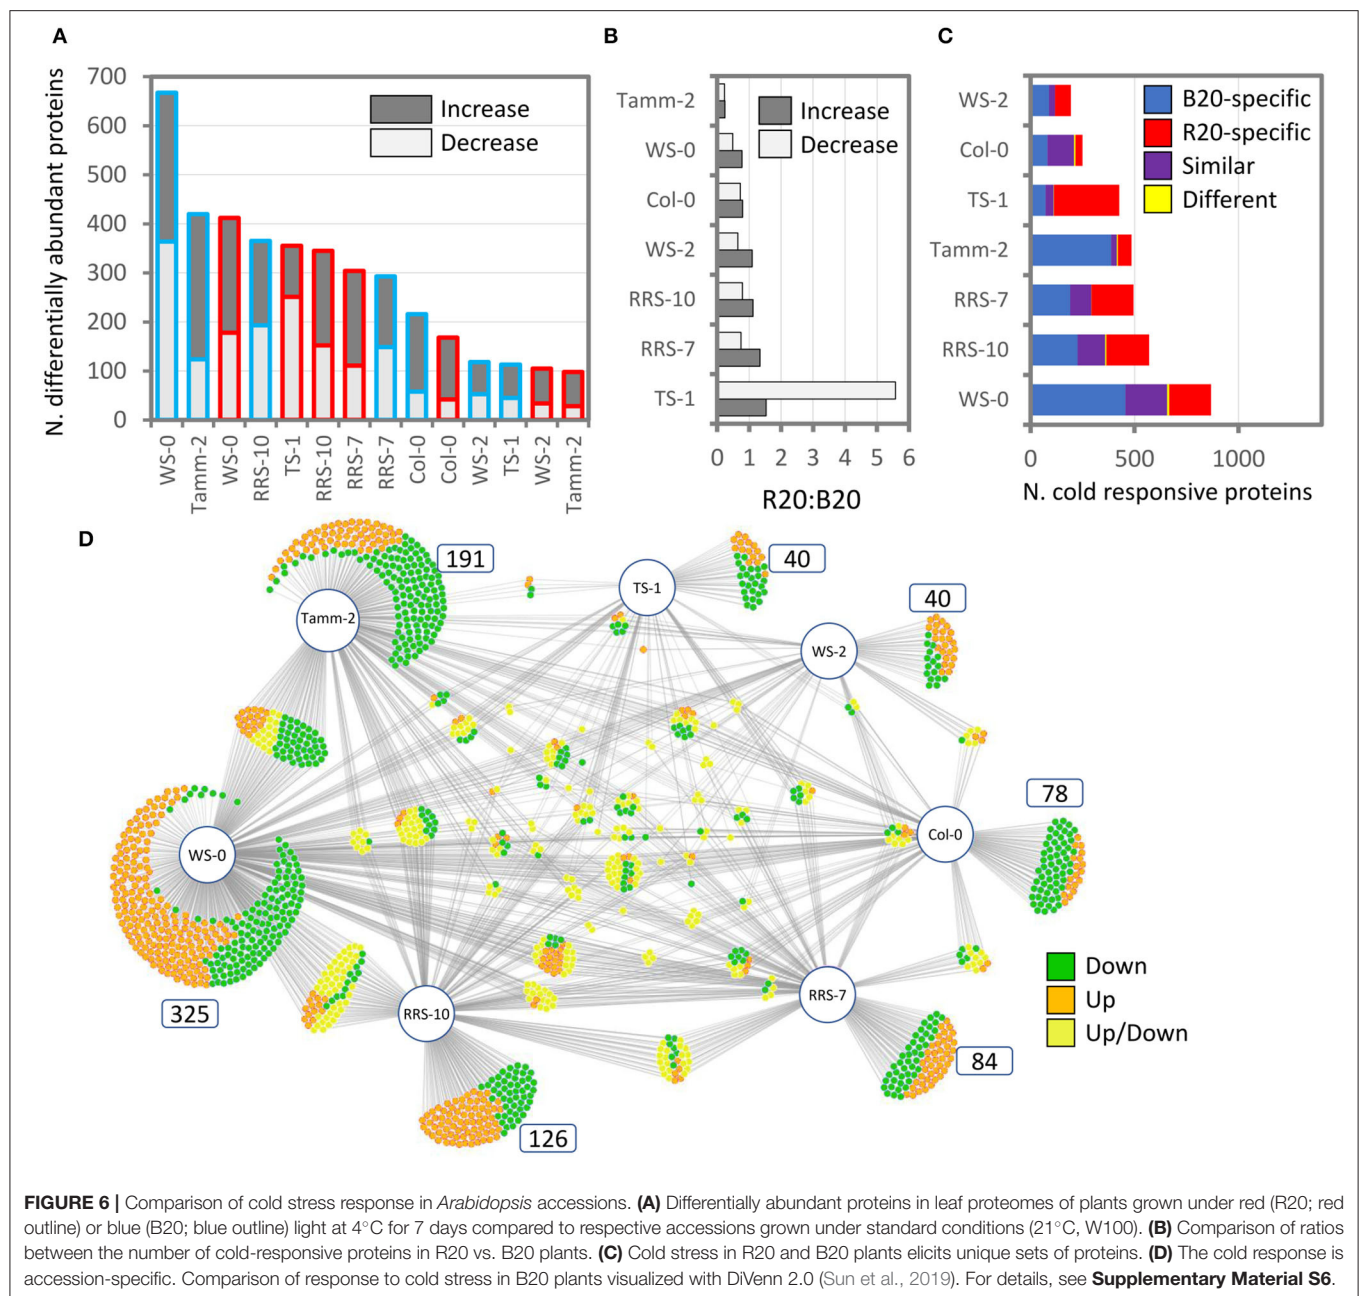 A
B
C
N. differentially abundant proteins
700
600
500
400
300
200
100
0
Increase
Decrease
WS-0
Tamm-2
WS-0
RRS-10
TS-1
RRS-10
RRS-7
RRS-7
Col-0
Col-0
WS-2
TS-1
WS-2
Tamm-2
Tamm-2
WS-0
Col-0
WS-2
RRS-10
RRS-7
TS-1
Increase
Decrease
0 1 2 3 4 5 6
R20:B20
WS-2
Col-0
TS-1
Tamm-2
RRS-7
RRS-10
WS-0
B20-specific
R20-specific
Similar
Different
0 500 1000
N. cold responsive proteins
D
191
40
TS-1
Tamm-2
40
WS-2
78
Col-0
WS-0
325
RRS-10
RRS-7
84
126
Down
Up
Up/Down
FIGURE 6 | Comparison of cold stress response in Arabidopsis accessions. (A) Differentially abundant proteins in leaf proteomes of plants grown under red (R20; red
outline) or blue (B20; blue outline) light at 4°C for 7 days compared to respective accessions grown under standard conditions (21°C, W100). (B) Comparison of ratios
between the number of cold-responsive proteins in R20 vs. B20 plants. (C) Cold stress in R20 and B20 plants elicits unique sets of proteins. (D) The cold response is
accession-specific. Comparison of response to cold stress in B20 plants visualized with DiVenn 2.0 (Sun et al., 2019). For details, see Supplementary Material S6.